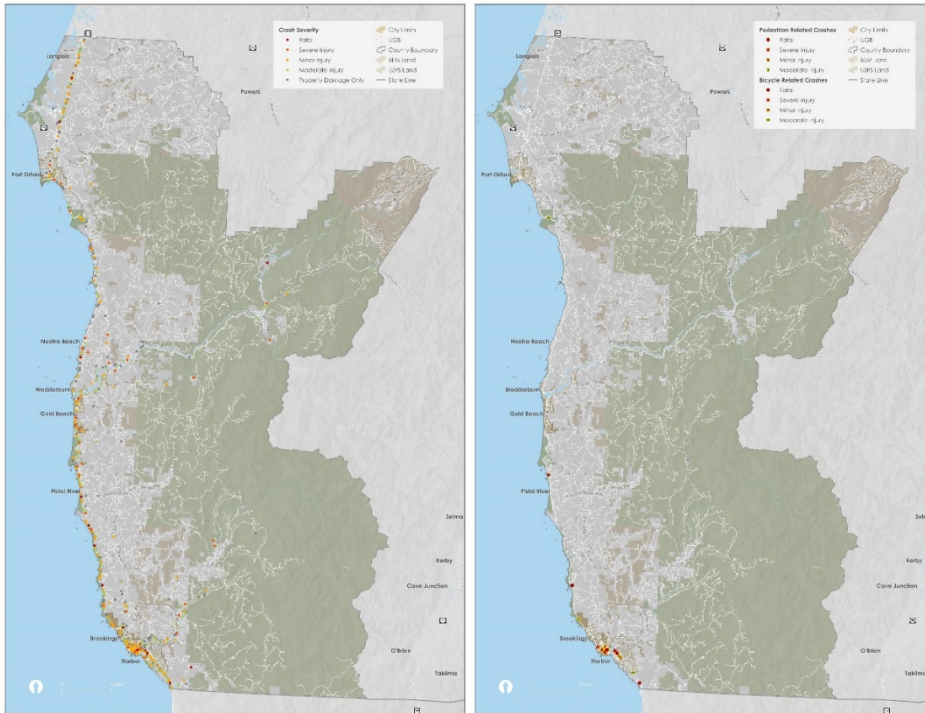 Langlois
Powers
Port Orford
Nesika Beach
Wedderburn
Gold Beach
Pistol River
Brookings
Harbor
Selma
Kerby
Cave Junction
O'Brien
Takilma
Crash Severity
Fatal
Severe Injury
Minor Injury
Moderate Injury
Property Damage Only
City Limits
UGB
County Boundary
BLM Land
USFS Land
State Line
Langlois
Powers
Port Orford
Nesika Beach
Wedderburn
Gold Beach
Pistol River
Brookings
Harbor
Selma
Kerby
Cave Junction
O'Brien
Takilma
Pedestrian Related Crashes
Fatal
Severe Injury
Minor Injury
Moderate Injury
Bicycle Related Crashes
Fatal
Severe Injury
Minor Injury
Moderate Injury
City Limits
UGB
County Boundary
BLM Land
USFS Land
State Line